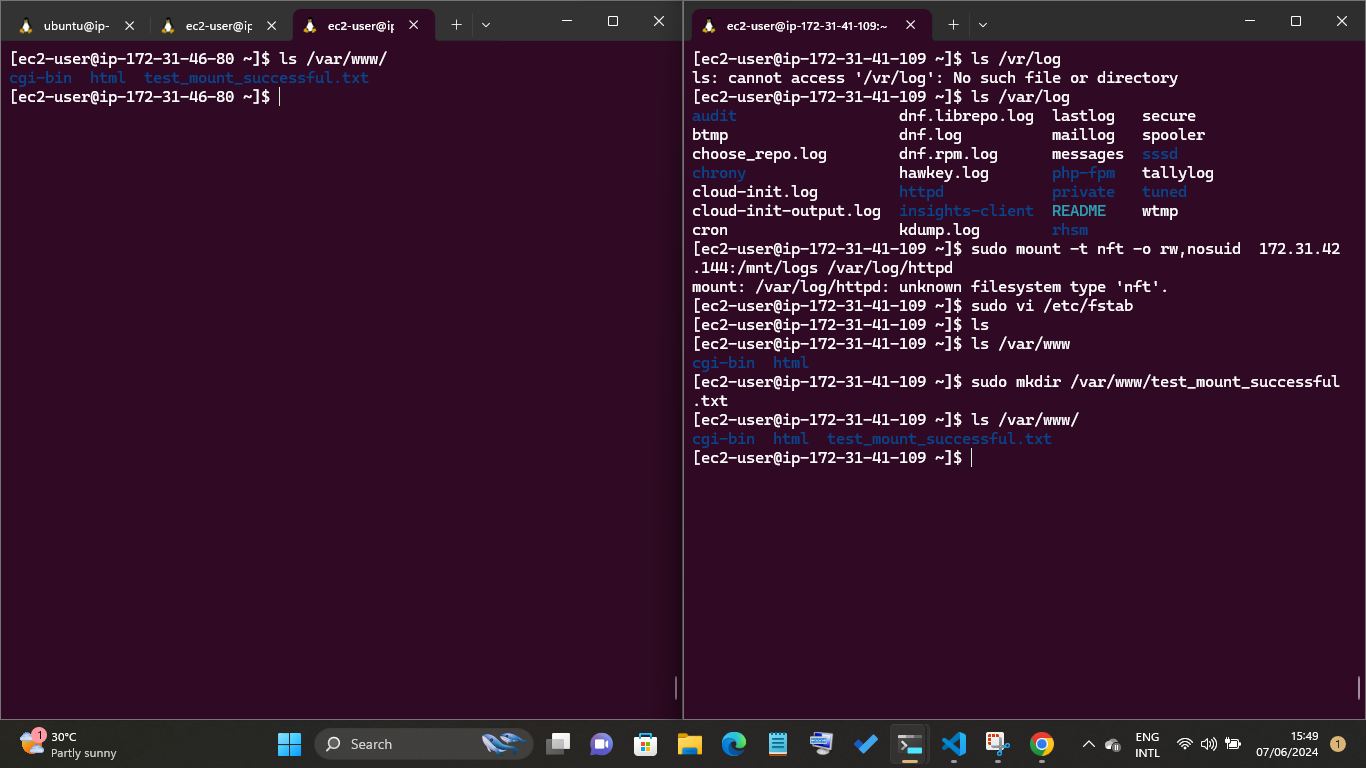 ubuntu@ip-
ec2-user@ip
ec2-user@ip
[ec2-user@ip-172-31-46-80 ~]$ ls /var/www/
cgi-bin  html  test_mount_successful.txt
[ec2-user@ip-172-31-46-80 ~]$
ec2-user@ip-172-31-41-109:~
[ec2-user@ip-172-31-41-109 ~]$ ls /vr/log
ls: cannot access '/vr/log': No such file or directory
[ec2-user@ip-172-31-41-109 ~]$ ls /var/log
audit                dnf.librepo.log  lastlog   secure
btmp                 dnf.log          maillog   spooler
choose_repo.log      dnf.rpm.log      messages  sssd
chrony               hawkey.log       php-fpm   tallylog
cloud-init.log       httpd            private   tuned
cloud-init-output.log  insights-client  README    wtmp
cron                 kdump.log        rhsm
[ec2-user@ip-172-31-41-109 ~]$ sudo mount -t nft -o rw,nosuid  172.31.42
.144:/mnt/logs /var/log/httpd
mount: /var/log/httpd: unknown filesystem type 'nft'.
[ec2-user@ip-172-31-41-109 ~]$ sudo vi /etc/fstab
[ec2-user@ip-172-31-41-109 ~]$ ls
[ec2-user@ip-172-31-41-109 ~]$ ls /var/www
cgi-bin  html
[ec2-user@ip-172-31-41-109 ~]$ sudo mkdir /var/www/test_mount_successful
.txt
[ec2-user@ip-172-31-41-109 ~]$ ls /var/www/
cgi-bin  html  test_mount_successful.txt
[ec2-user@ip-172-31-41-109 ~]$
1
30°C
Partly sunny
Search
ENG
INTL
15:49
07/06/2024
1